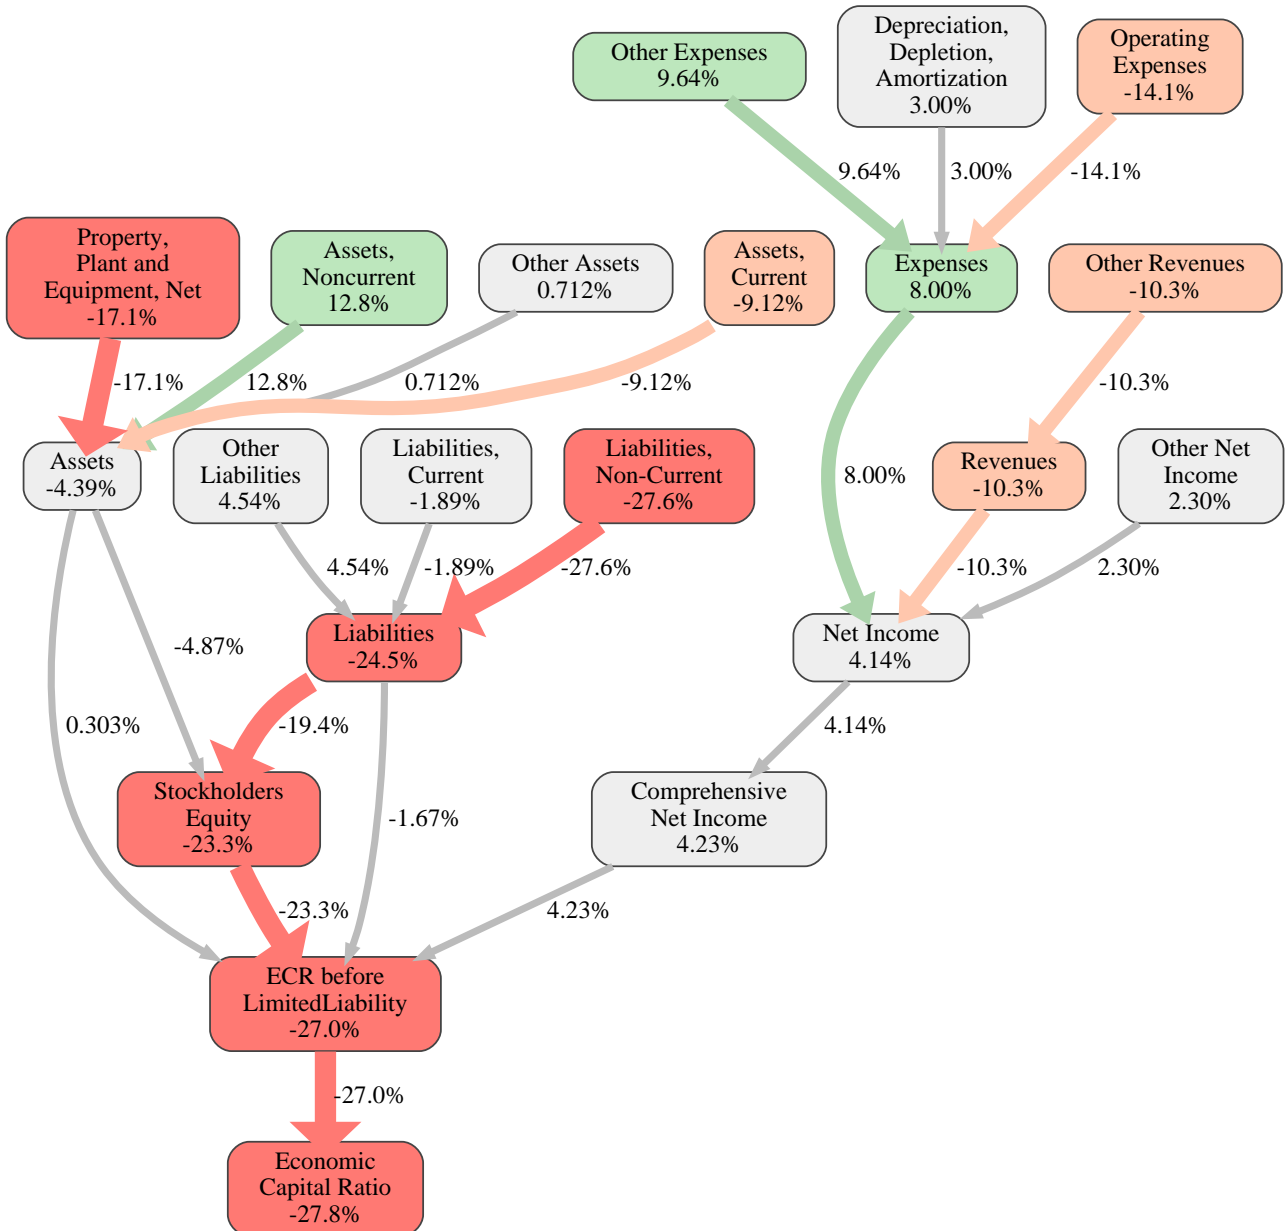 Other Expenses
9.64%
Depreciation,
Depletion,
Amortization
3.00%
Operating
Expenses
-14.1%
9.64%
3.00%
-14.1%
Property,
Plant and
Equipment, Net
-17.1%
Assets,
Noncurrent
12.8%
Other Assets
0.712%
Assets,
Current
-9.12%
Expenses
8.00%
Other Revenues
-10.3%
-17.1%
12.8%
0.712%
-9.12%
-10.3%
Assets
-4.39%
Other
Liabilities
4.54%
Liabilities,
Current
-1.89%
Liabilities,
Non-Current
-27.6%
8.00%
Revenues
-10.3%
Other Net
Income
2.30%
4.54%
-1.89%
-27.6%
-10.3%
2.30%
-4.87%
Liabilities
-24.5%
Net Income
4.14%
0.303%
-19.4%
4.14%
Stockholders
Equity
-23.3%
-1.67%
Comprehensive
Net Income
4.23%
-23.3%
4.23%
ECR before
LimitedLiability
-27.0%
-27.0%
Economic
Capital Ratio
-27.8%